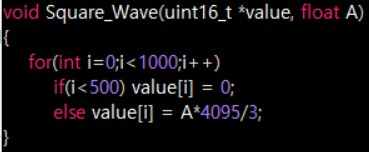 void Square_Wave(uint16_t *value, float A)
{
    for(int i=0;i<1000;i++)
        if(i<500) value[i] = 0;
        else value[i] = A*4095/3;
}